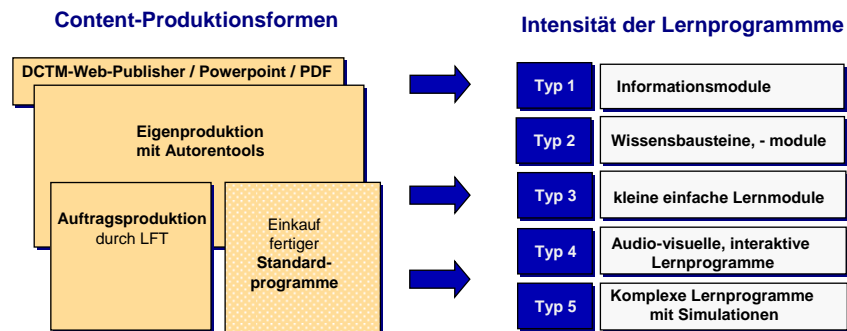 Content-Produktionsformen
DCTM-Web-Publisher / Powerpoint / PDF
Eigenproduktion
mit Autorentools
Auftragsproduktion
durch LFT
Einkauf
fertiger
Standard-
programme
Intensität der Lernprogrammme
Typ 1
Informationsmodule
Typ 2
Wissensbausteine, - module
Typ 3
kleine einfache Lernmodule
Typ 4
Audio-visuelle, interaktive
Lernprogramme
Typ 5
Komplexe Lernprogramme
mit Simulationen